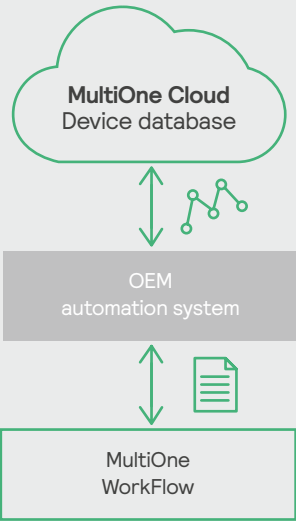 MultiOne Cloud
Device database
OEM
automation system
MultiOne
WorkFlow